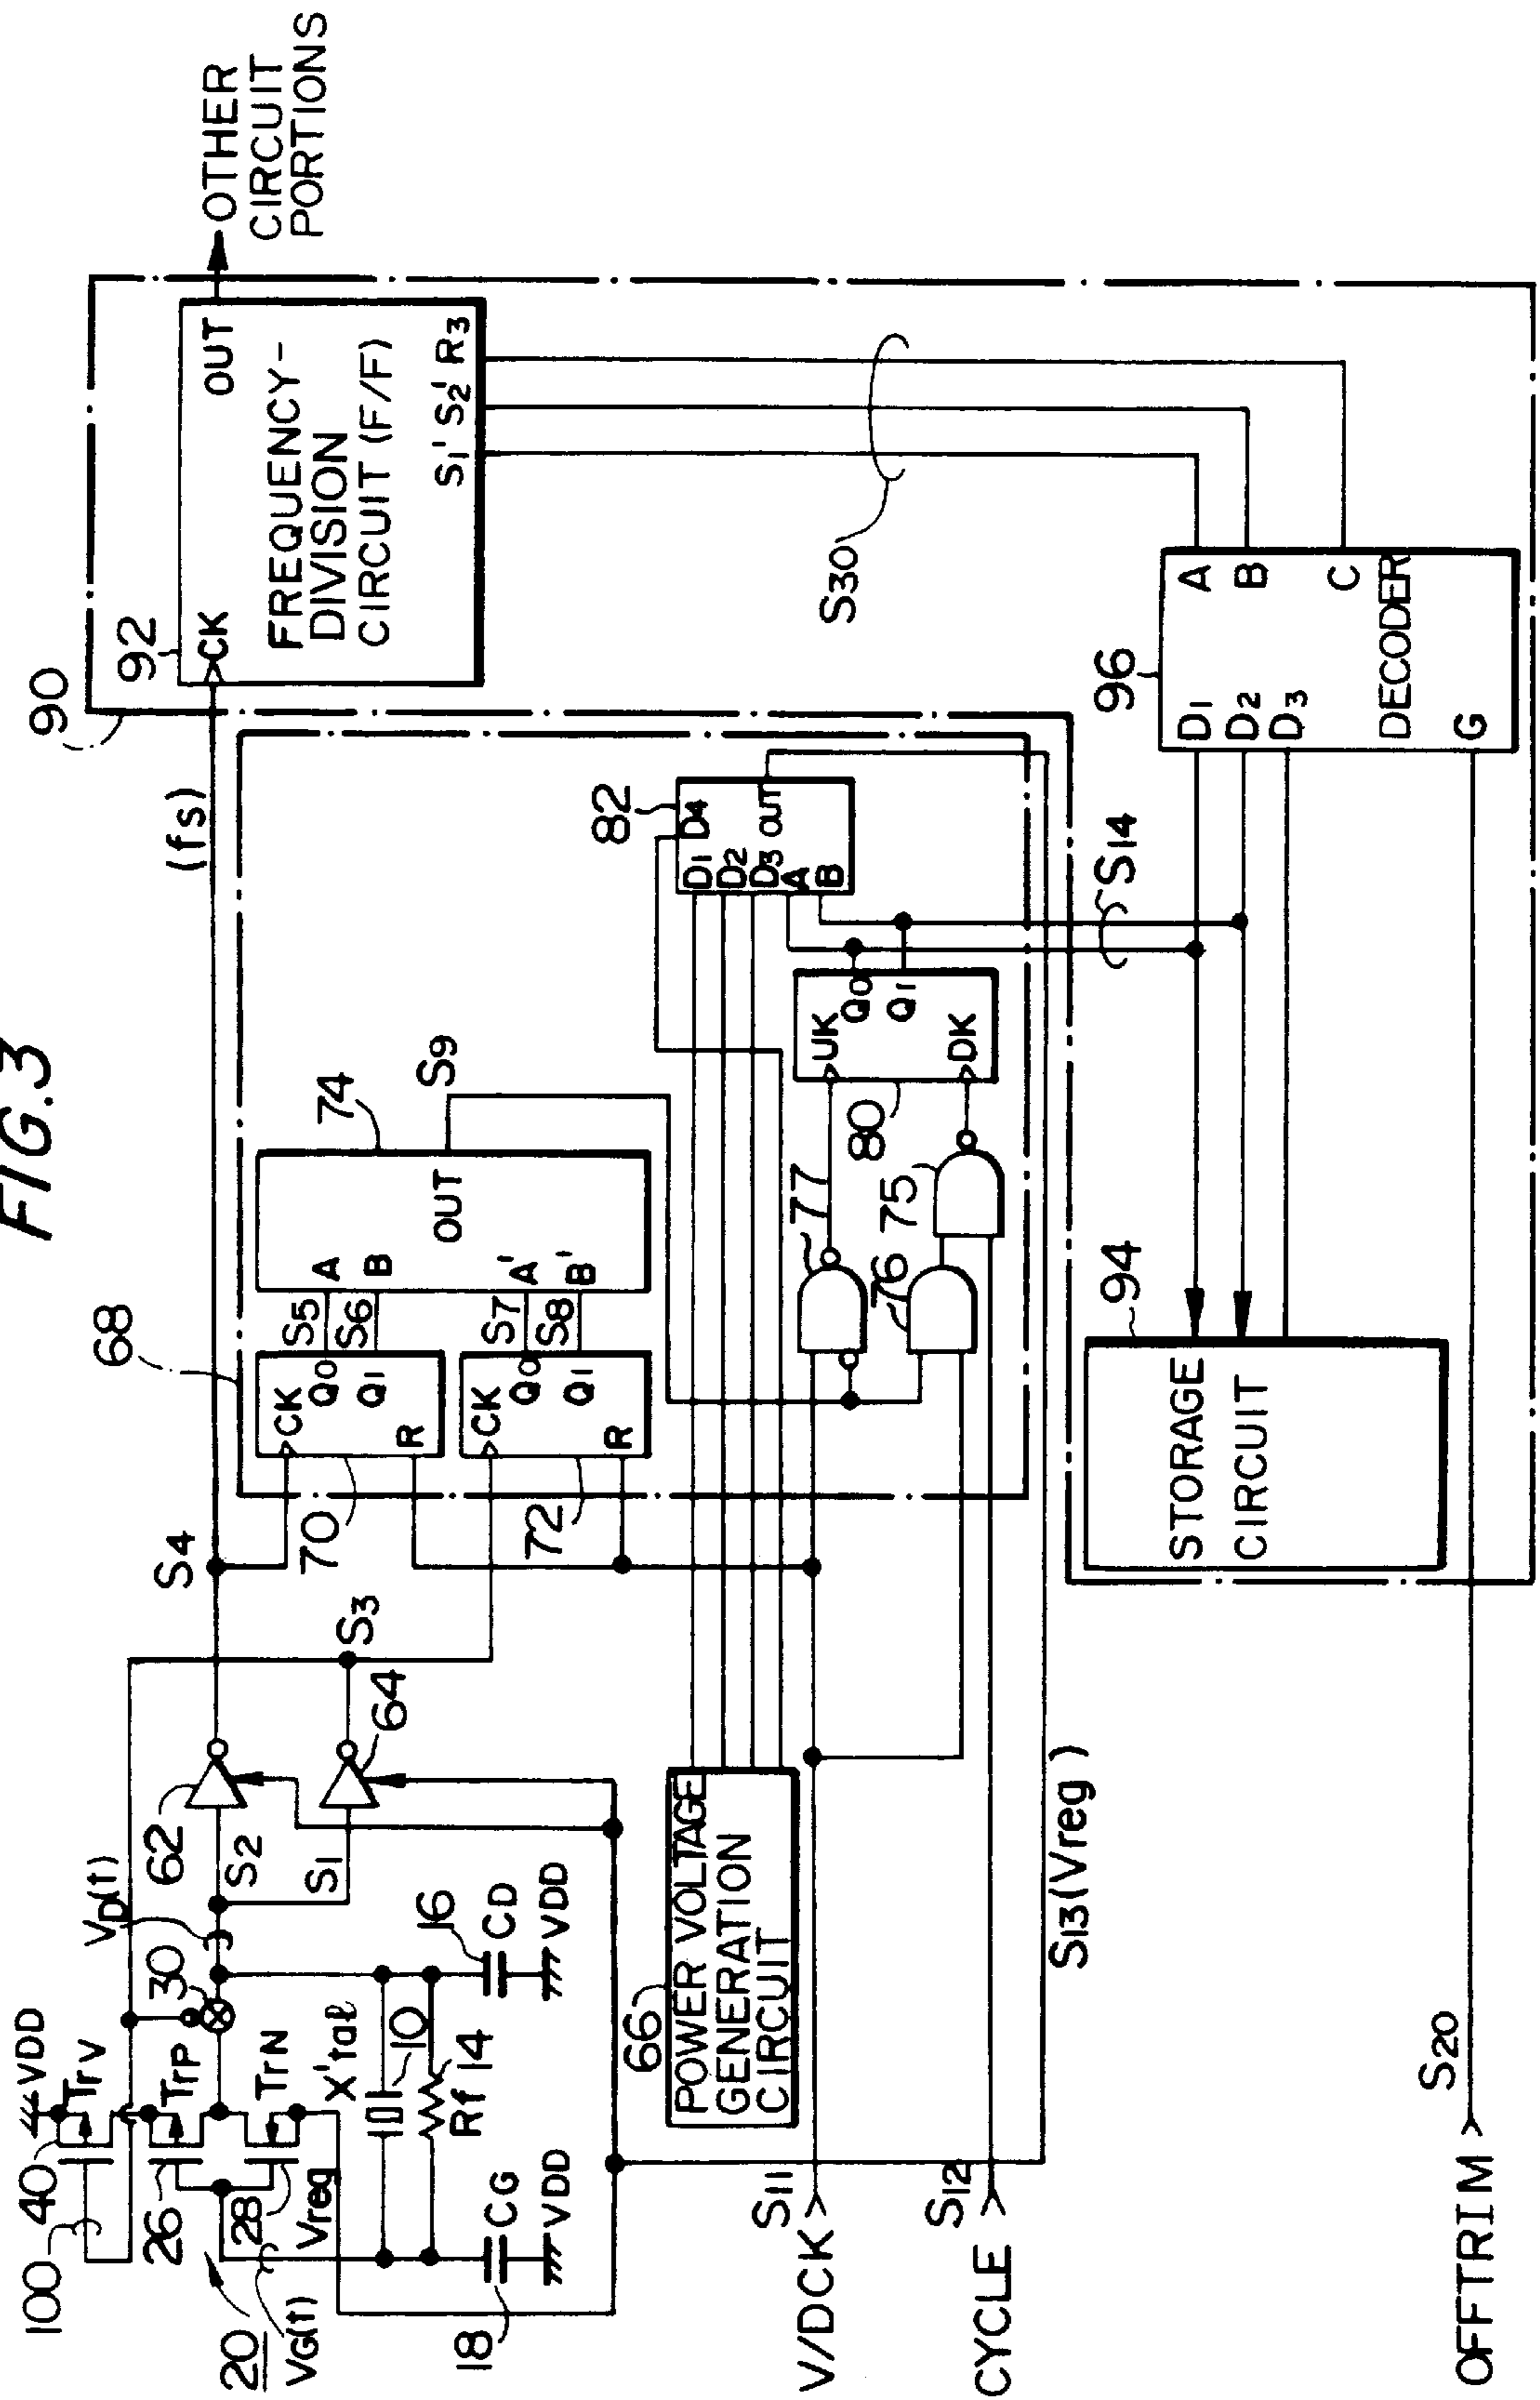 FIG.3
90
92
CK
OUT
FREQUENCY-
DIVISION
CIRCUIT (F/F)
S1' S2' R3
OTHER
CIRCUIT
PORTIONS
(fs)
S4
68
70
CK
Q0
Q1
R
S5
S6
72
CK
Q0
Q1
R
S7
S8
74
A
B
A'
B'
OUT
S9
82
D1
D2
D3
D4
A
B
OUT
77
76
75
80
UK
DK
Q0
Q1
S14
S30
94
STORAGE
CIRCUIT
96
D1
D2
D3
A
B
C
DECODER
G
100
40
VDD
TrV
26
TrP
28
TrN
Vreg
20
VG(t)
30
VD(t)
62
S2
S1
64
S3
X'tal
10
Rf
14
16
CD
VDD
18
CG
VDD
66
POWER VOLTAGE
GENERATION
CIRCUIT
S11
V/DCK
S12
CYCLE
S13(Vreg)
S20
OFFTRIM